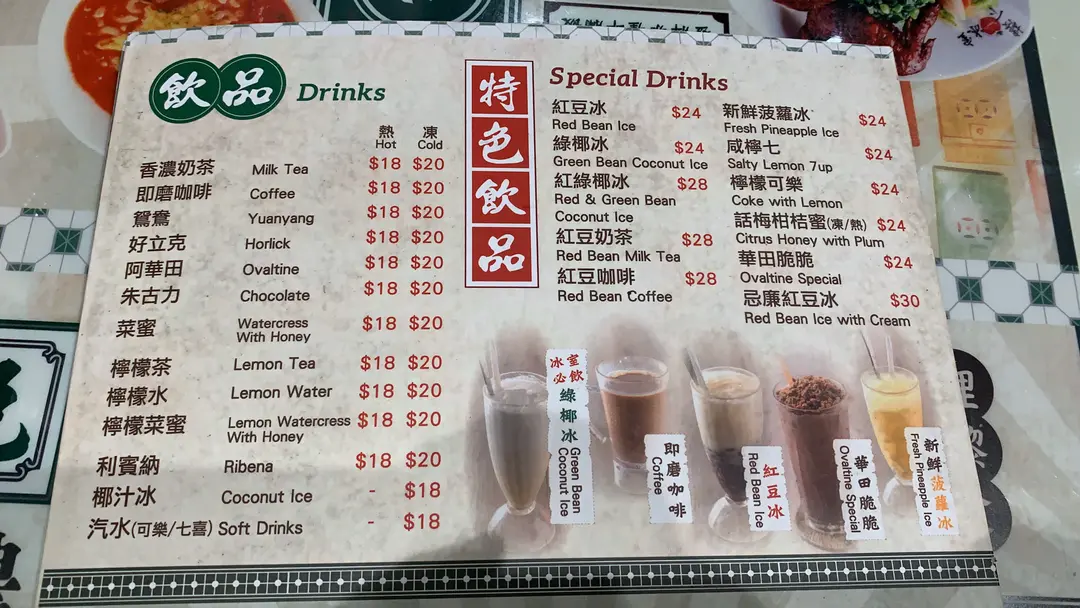 飲品 Drinks
熱 凍
Hot Cold
香濃奶茶 Milk Tea $18 $20
即磨咖啡 Coffee $18 $20
鴛鴦 Yuanyang $18 $20
好立克 Horlick $18 $20
阿華田 Ovaltine $18 $20
朱古力 Chocolate $18 $20
菜蜜 Watercress With Honey $18 $20
檸檬茶 Lemon Tea $18 $20
檸檬水 Lemon Water $18 $20
檸檬菜蜜 Lemon Watercress With Honey $18 $20
利賓納 Ribena $18 $20
椰汁冰 Coconut Ice - $18
汽水(可樂/七喜) Soft Drinks - $18
特色飲品
Special Drinks
紅豆冰 $24
Red Bean Ice
綠椰冰 $24
Green Bean Coconut Ice
紅綠椰冰 $28
Red & Green Bean
Coconut Ice
紅豆奶茶 $28
Red Bean Milk Tea
紅豆咖啡 $28
Red Bean Coffee
新鮮菠蘿冰 $24
Fresh Pineapple Ice
咸檸七 $24
Salty Lemon 7up
檸檬可樂 $24
Coke with Lemon
話梅柑桔蜜(凍/熱) $24
Citrus Honey with Plum
華田脆脆 $24
Ovaltine Special
忌廉紅豆冰 $30
Red Bean Ice with Cream
冰室必飲
綠椰冰
Green Bean
Coconut Ice
即磨咖啡
Coffee
紅豆冰
Red Bean Ice
華田脆脆
Ovaltine Special
新鮮菠蘿冰
Fresh Pineapple Ice